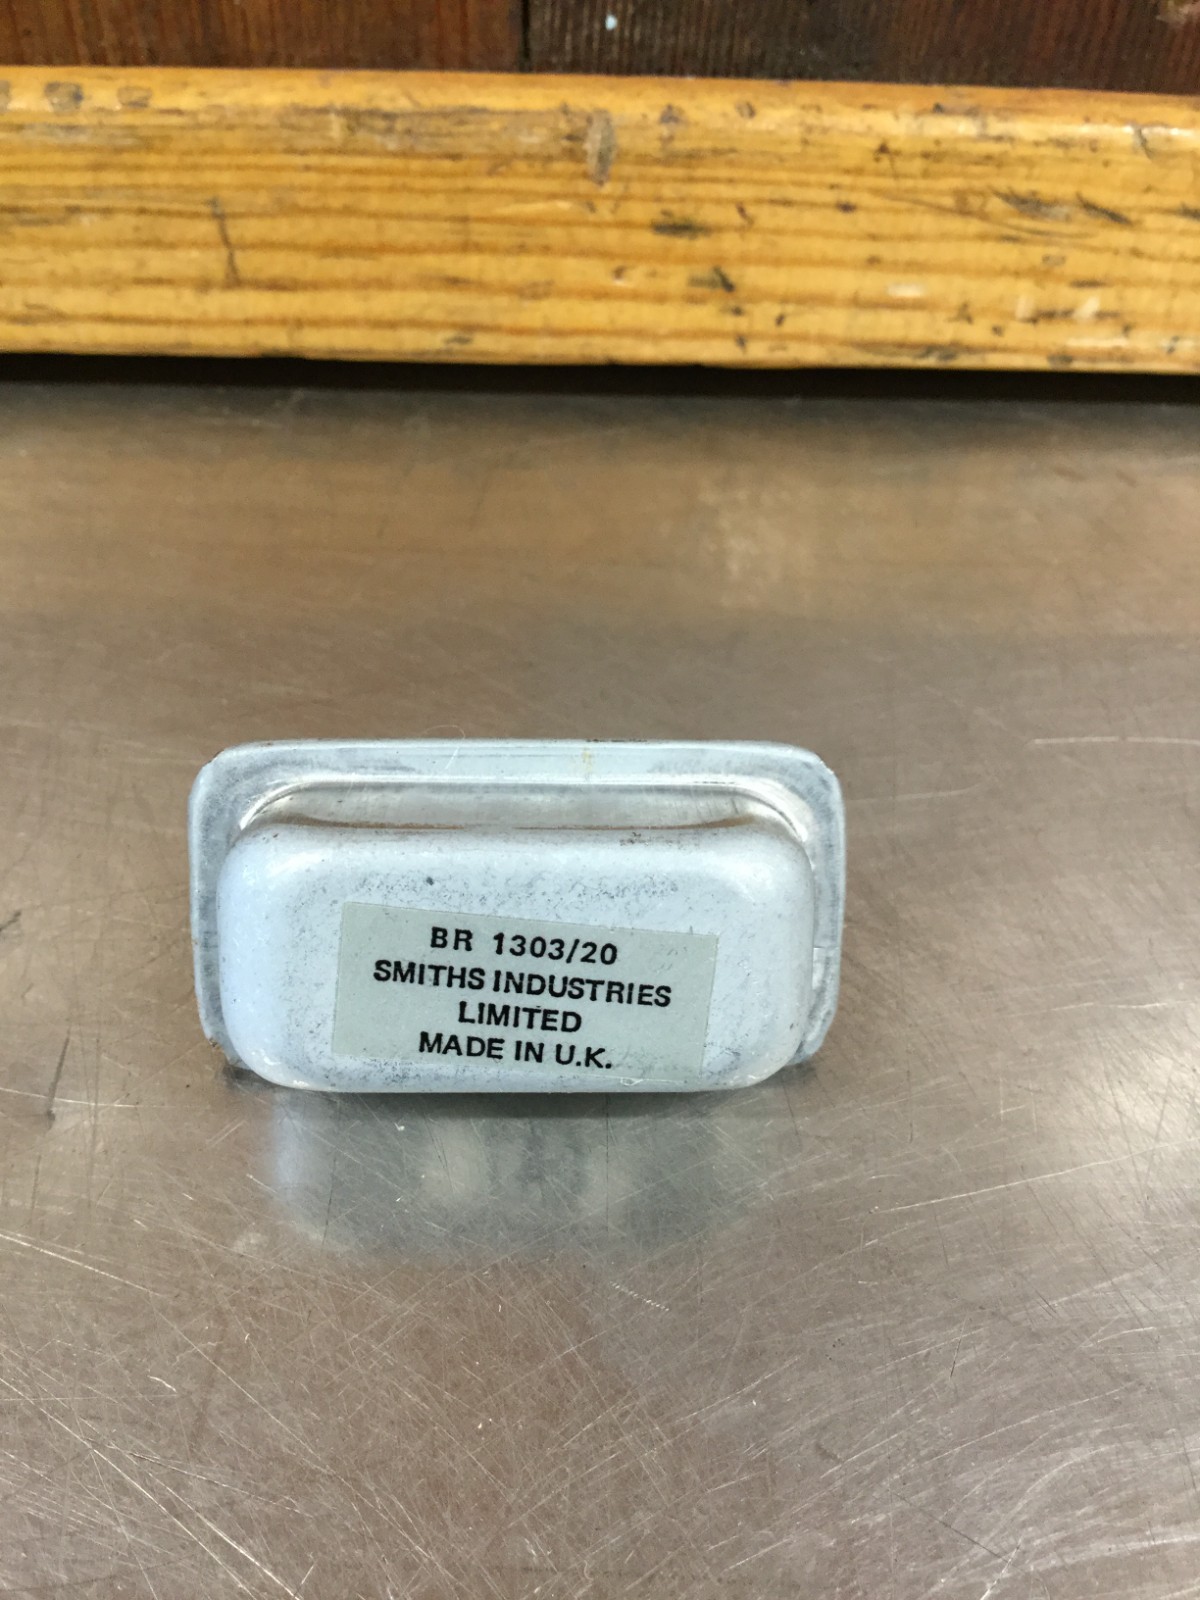 BR 1303/20
SMITHS INDUSTRIES
LIMITED
MADE IN U.K.